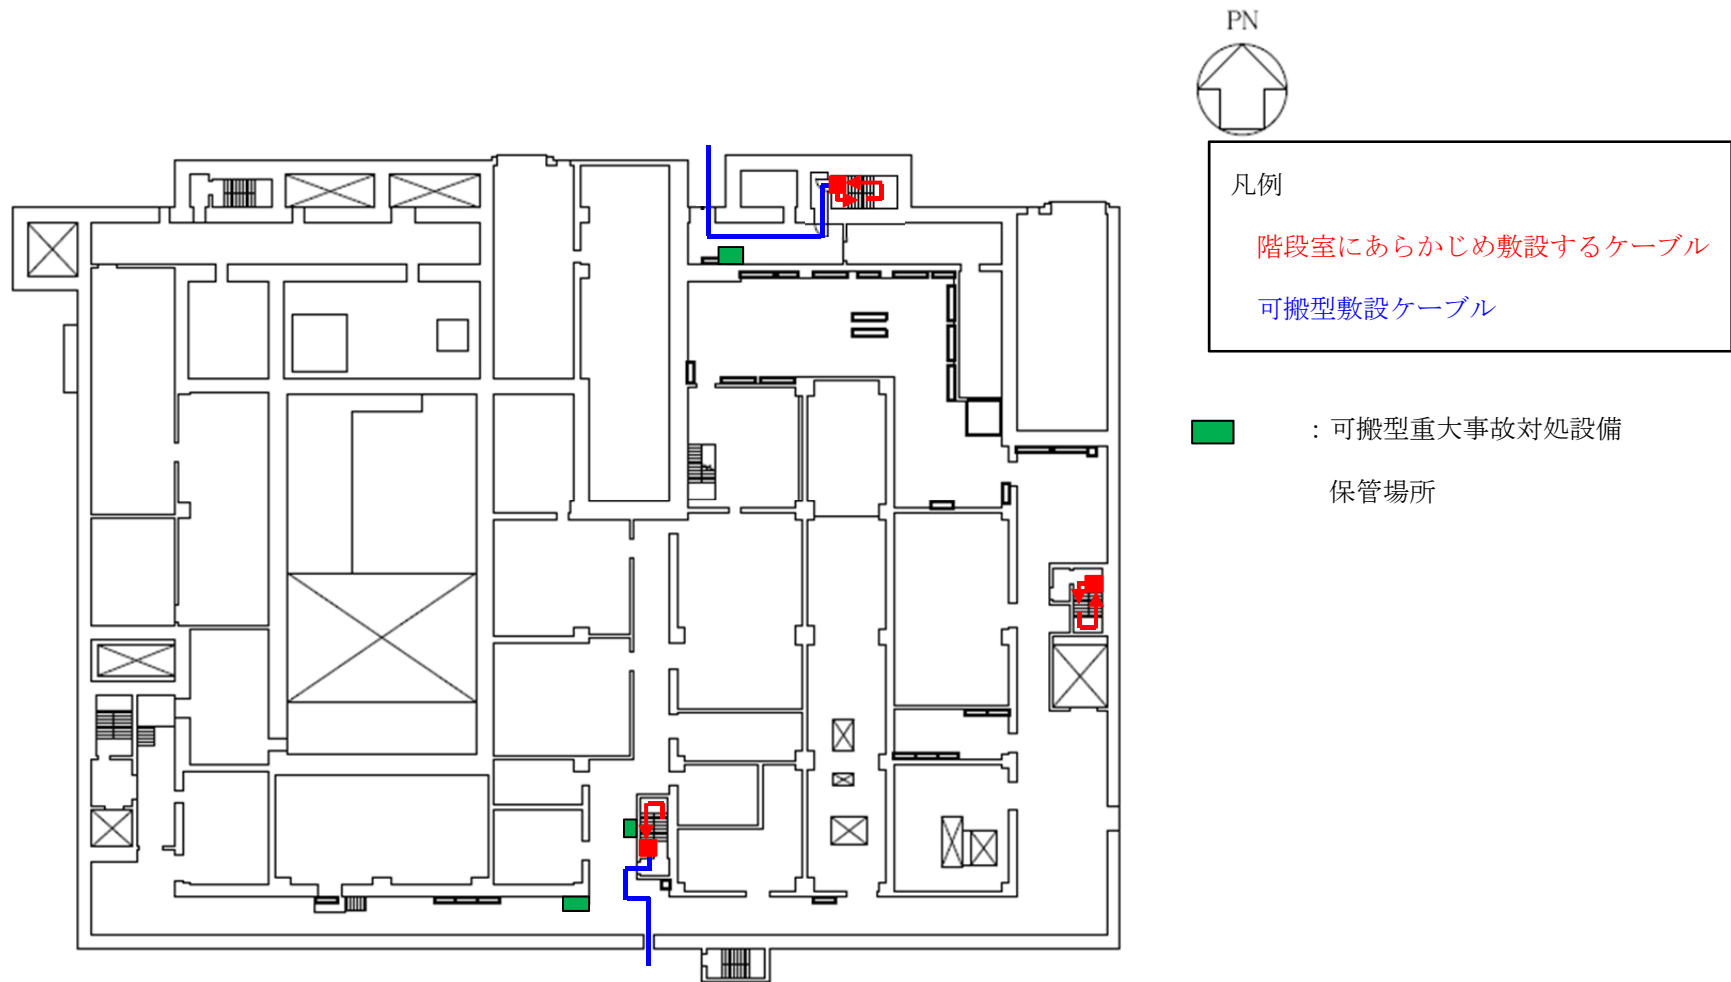 PN
凡例
階段室にあらかじめ敷設するケーブル
可搬型敷設ケーブル
：可搬型重大事故対処設備
保管場所